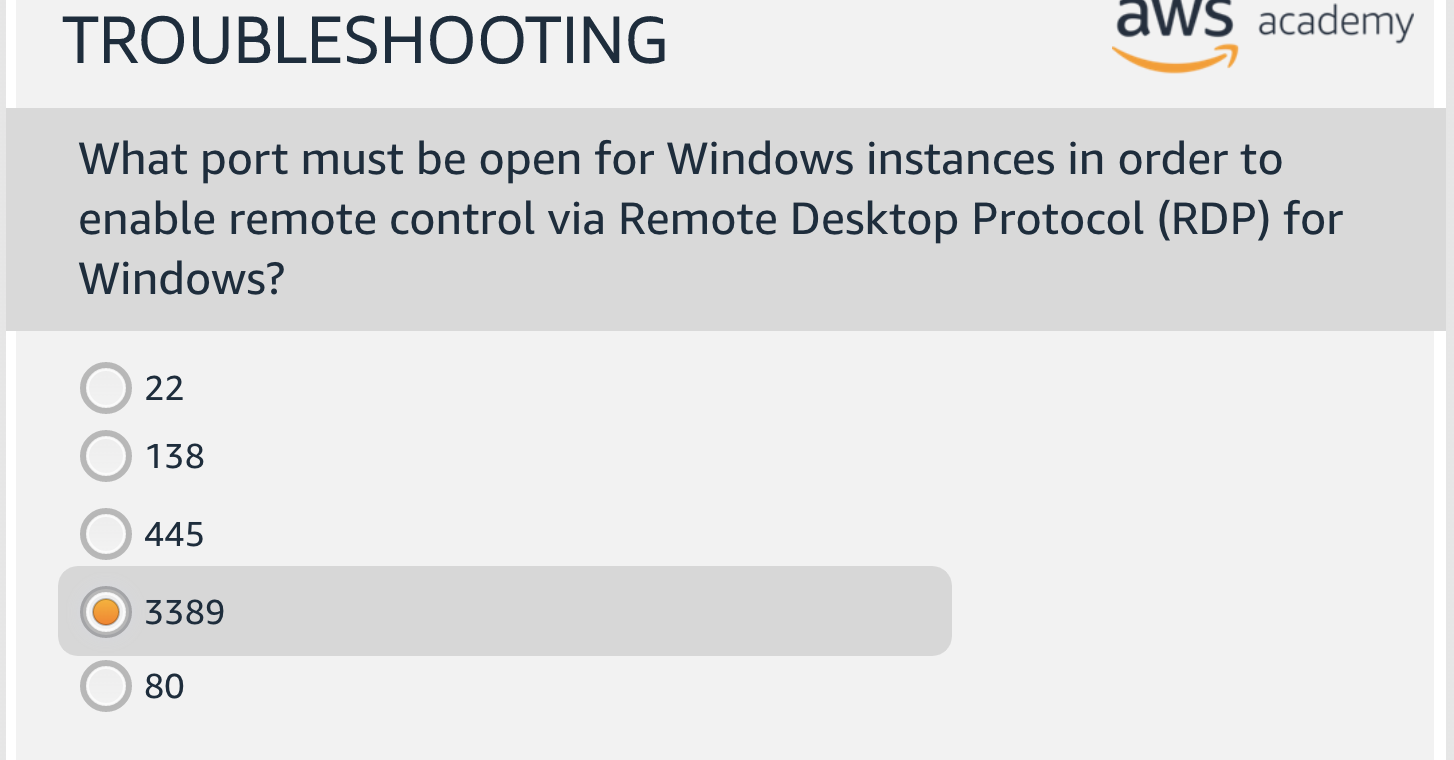 TROUBLESHOOTING
aws academy
What port must be open for Windows instances in order to
enable remote control via Remote Desktop Protocol (RDP) for
Windows?
22
138
445
3389
80